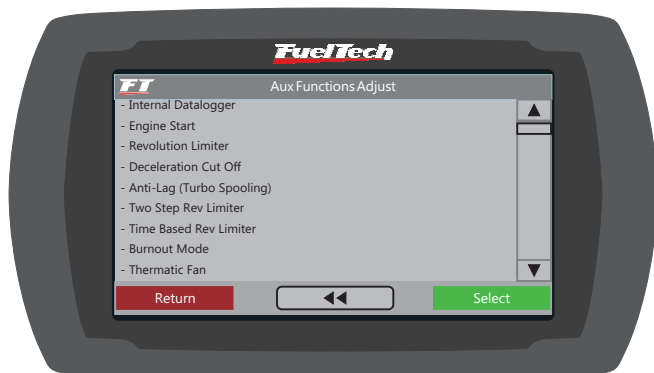 FuelTech
FT Aux Functions Adjust
- Internal Datalogger
- Engine Start
- Revolution Limiter
- Deceleration Cut Off
- Anti-Lag (Turbo Spooling)
- Two Step Rev Limiter
- Time Based Rev Limiter
- Burnout Mode
- Thermatic Fan
Return Select